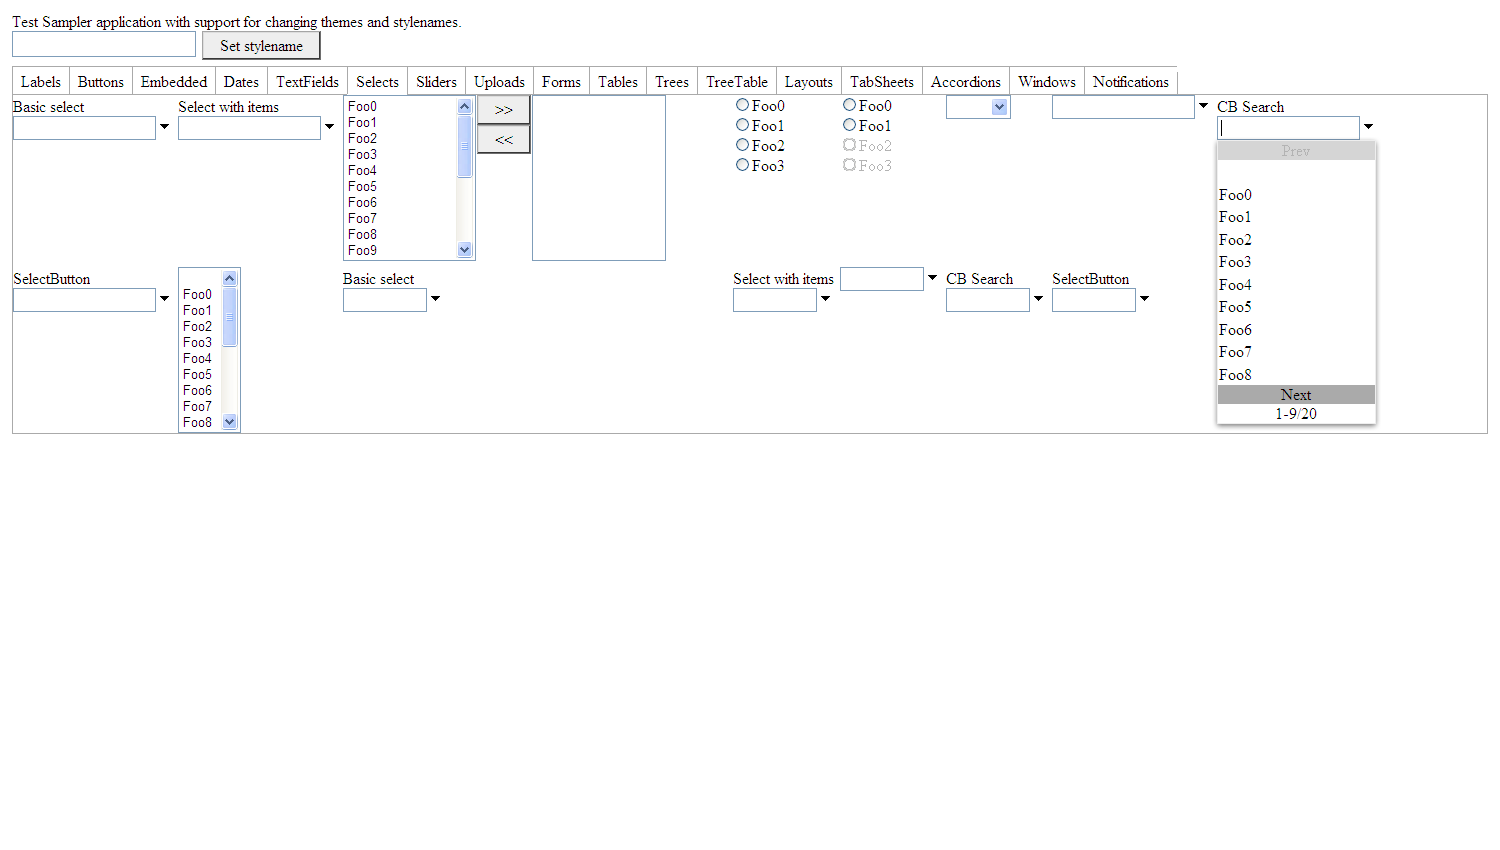 Test Sampler application with support for changing themes and stylenames.
Set stylename
Labels Buttons Embedded Dates TextFields Selects Sliders Uploads Forms Tables Trees TreeTable Layouts TabSheets Accordions Windows Notifications
Basic select
Select with items
Foo0
Foo1
Foo2
Foo3
Foo4
Foo5
Foo6
Foo7
Foo8
Foo9
>>
<<
Foo0
Foo1
Foo2
Foo3
Foo0
Foo1
Foo2
Foo3
CB Search
Prev
Foo0
Foo1
Foo2
Foo3
Foo4
Foo5
Foo6
Foo7
Foo8
Next
1-9/20
SelectButton
Foo0
Foo1
Foo2
Foo3
Foo4
Foo5
Foo6
Foo7
Foo8
Basic select
Select with items
CB Search
SelectButton